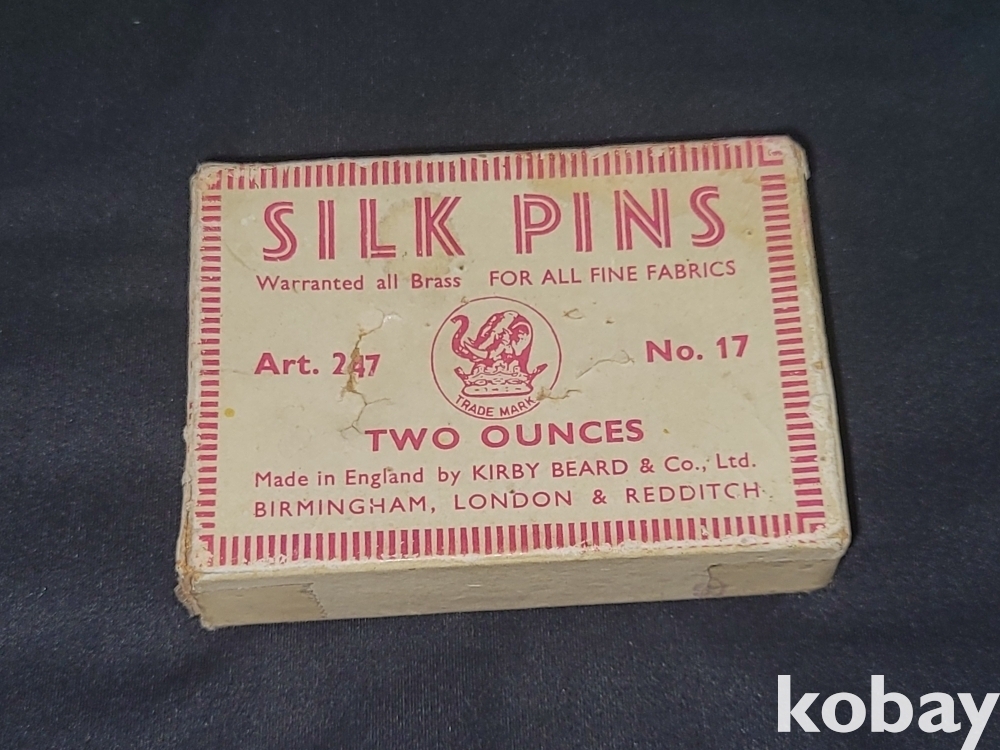 SILK PINS
Warranted all Brass FOR ALL FINE FABRICS
Art. 247 No. 17
TRADE MARK
TWO OUNCES
Made in England by KIRBY BEARD & Co., Ltd.
BIRMINGHAM, LONDON & REDDITCH
kobay